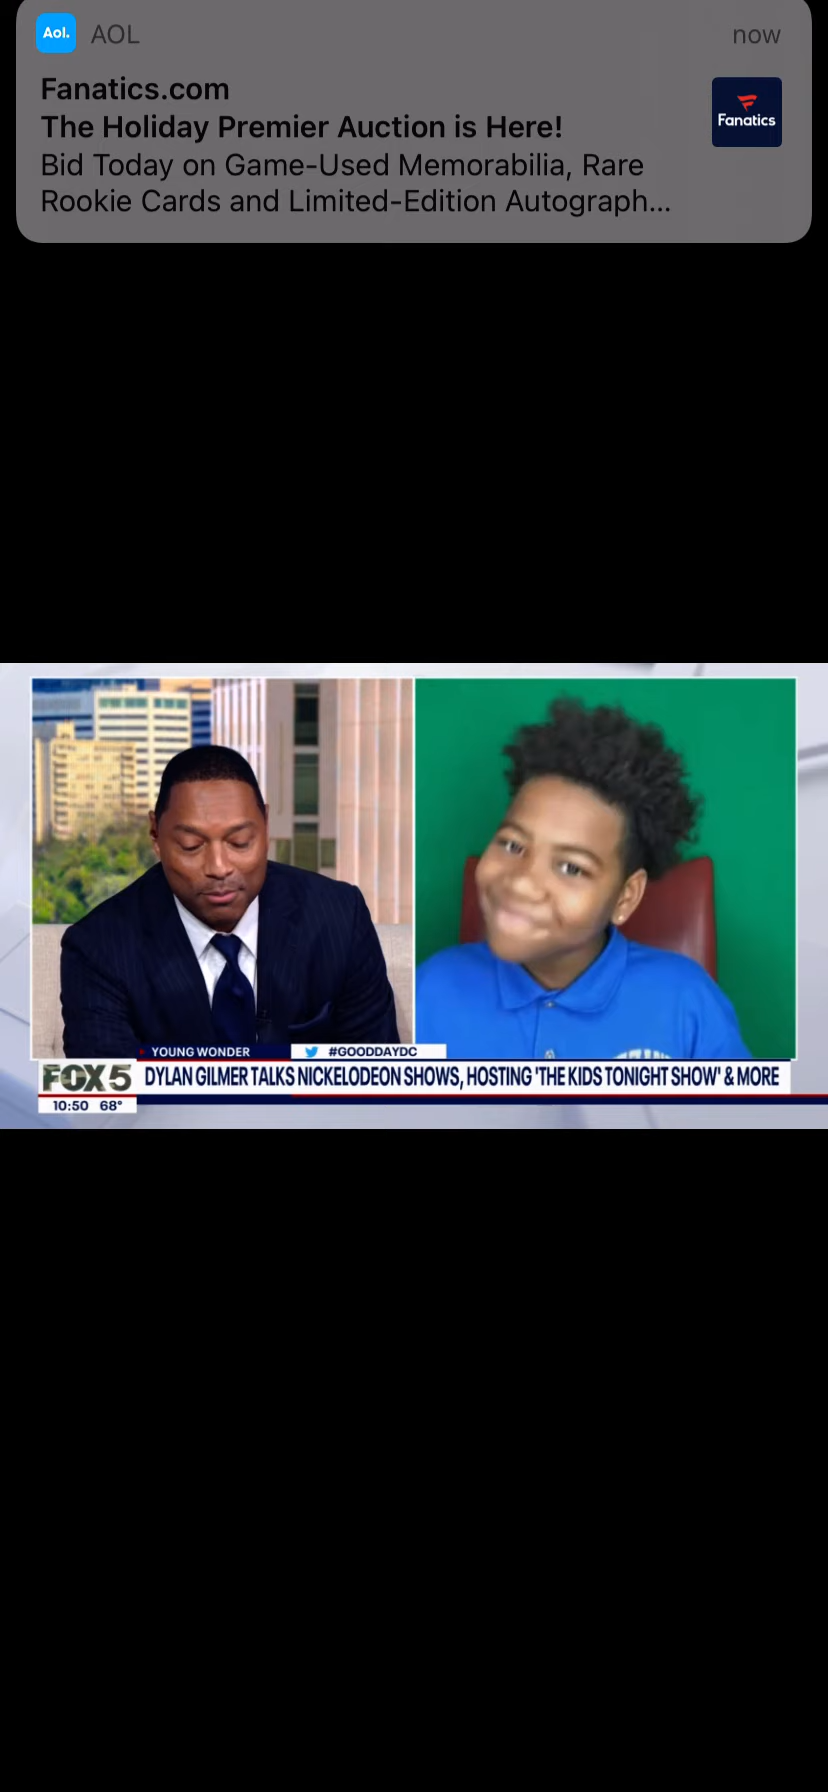 Aol. AOL now
Fanatics.com
The Holiday Premier Auction is Here!
Bid Today on Game-Used Memorabilia, Rare
Rookie Cards and Limited-Edition Autograph...
Fanatics
YOUNG WONDER #GOODDAYDC
FOX 5 DYLAN GILMER TALKS NICKELODEON SHOWS, HOSTING 'THE KIDS TONIGHT SHOW' & MORE
10:50 68°